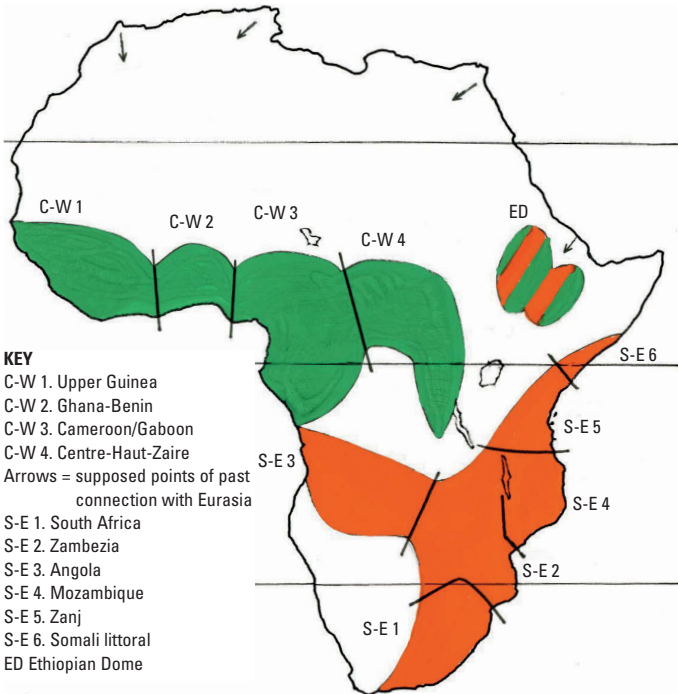 C-W 1
C-W 2
C-W 3
C-W 4
ED
S-E 6
S-E 5
S-E 3
S-E 4
S-E 2
S-E 1
KEY
C-W 1. Upper Guinea
C-W 2. Ghana-Benin
C-W 3. Cameroon/Gaboon
C-W 4. Centre-Haut-Zaire
Arrows = supposed points of past
connection with Eurasia
S-E 1. South Africa
S-E 2. Zambezia
S-E 3. Angola
S-E 4. Mozambique
S-E 5. Zanj
S-E 6. Somali littoral
ED Ethiopian Dome